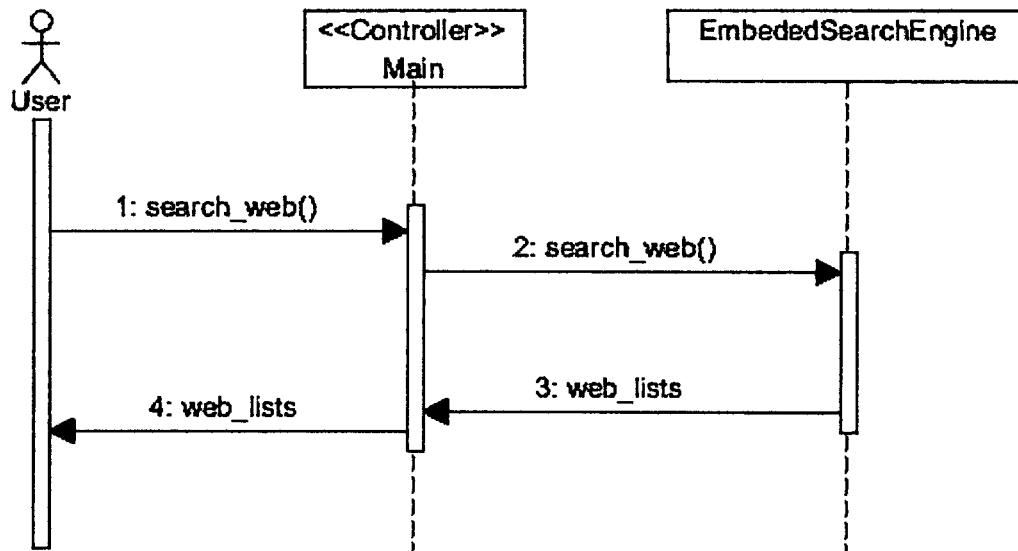 <<Controller>>
Main
EmbededSearchEngine
User
1: search_web()
2: search_web()
3: web_lists
4: web_lists